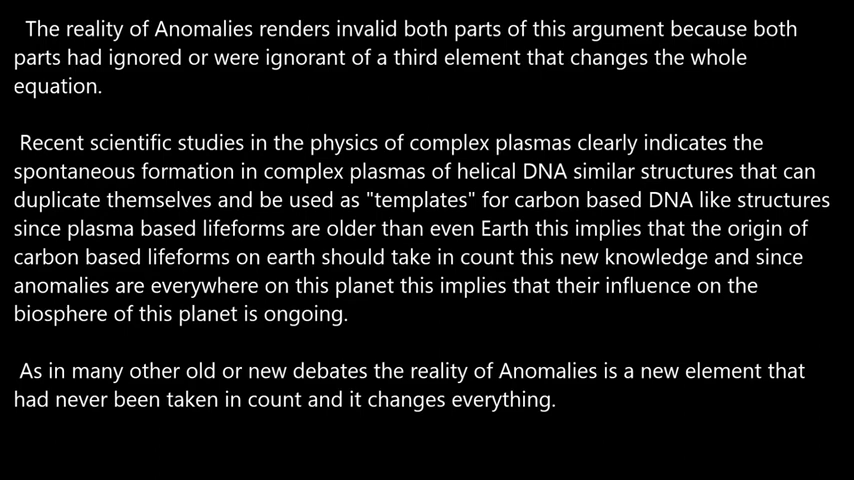 The reality of Anomalies renders invalid both parts of this argument because both
parts had ignored or were ignorant of a third element that changes the whole
equation.
Recent scientific studies in the physics of complex plasmas clearly indicates the
spontaneous formation in complex plasmas of helical DNA similar structures that can
duplicate themselves and be used as "templates" for carbon based DNA like structures
since plasma based lifeforms are older than even Earth this implies that the origin of
carbon based lifeforms on earth should take in count this new knowledge and since
anomalies are everywhere on this planet this implies that their influence on the
biosphere of this planet is ongoing.
As in many other old or new debates the reality of Anomalies is a new element that
had never been taken in count and it changes everything.